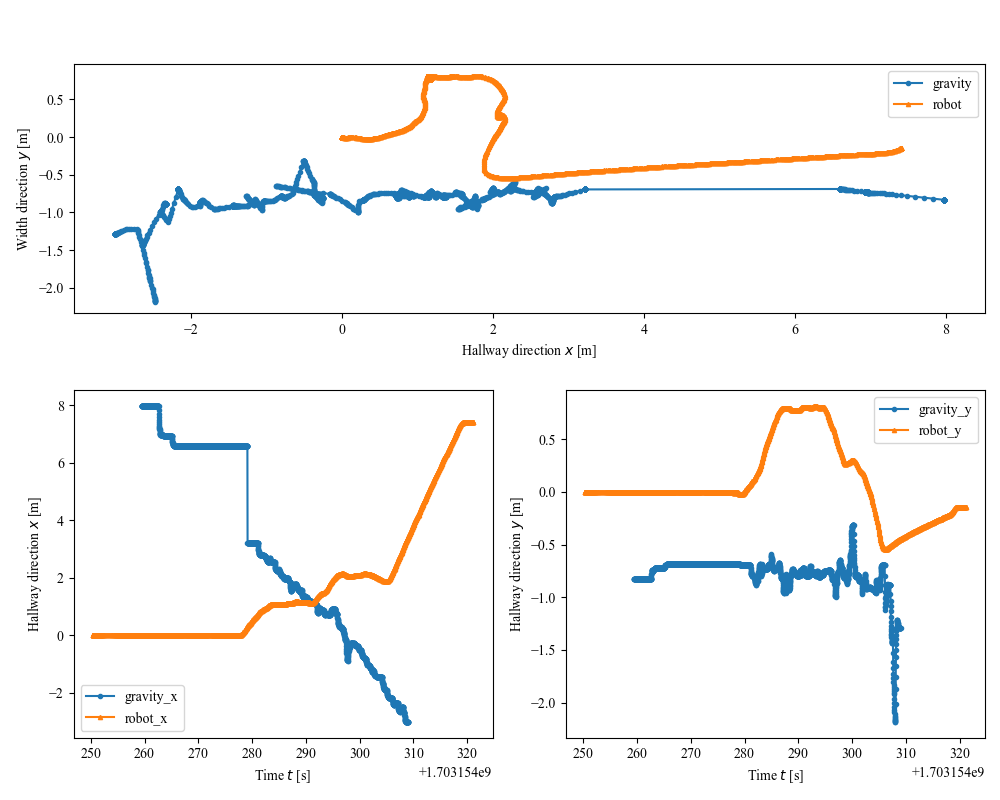 gravity
robot
Width direction y [m]
0.5
0.0
−0.5
−1.0
−1.5
−2.0
−2
0
2
4
6
8
Hallway direction x [m]
gravity_x
robot_x
Hallway direction x [m]
8
6
4
2
0
−2
250
260
270
280
290
300
310
320
+1.703154e9
Time t [s]
gravity_y
robot_y
Hallway direction y [m]
0.5
0.0
−0.5
−1.0
−1.5
−2.0
250
260
270
280
290
300
310
320
+1.703154e9
Time t [s]